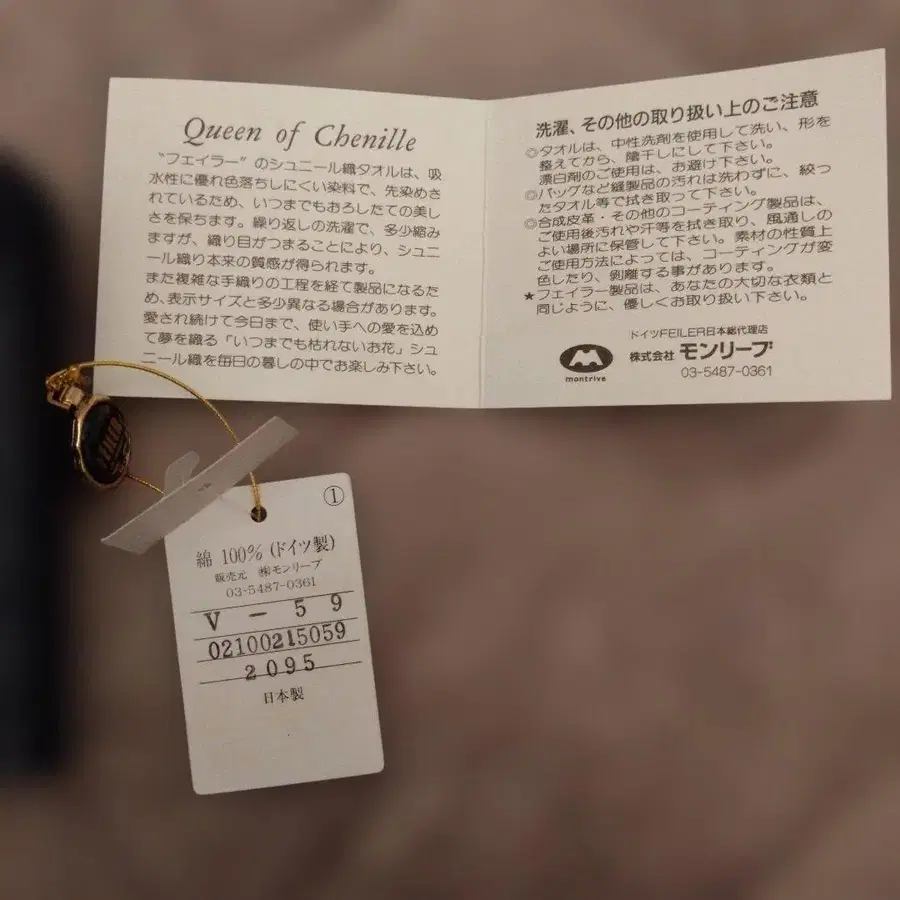 Queen of Chenille
"フェイラー"のシュニール織タオルは、吸
水性に優れ色落ちしにくい染料で、先染めさ
れているため、いつまでもおろしたての美し
さを保ちます。繰り返しの洗濯で、多少縮み
ますが、織り目がつまることにより、シュニ
ール織り本来の質感が得られます。
また複雑な手織りの工程を経て製品になるた
め、表示サイズと多少異なる場合があります。
愛され続けて今日まで、使い手への愛を込め
て夢を織る「いつまでも枯れないお花」シュ
ニール織を毎日の暮しの中でお楽しみ下さい。
洗濯、その他の取り扱い上のご注意
◎タオルは、中性洗剤を使用して洗い、形を
整えてから、陰干しにして下さい。
漂白剤のご使用は、お避け下さい。
◎バッグなど縫製品の汚れは洗わずに、絞っ
たタオル等で拭き取って下さい。
◎合成皮革・その他のコーティング製品は、
ご使用後汚れや汗等を拭き取り、風通しの
よい場所に保管して下さい。素材の性質上
ご使用方法によっては、コーティングが変
色したり、剝離する事があります。
★フェイラー製品は、あなたの大切な衣類と
同じように、優しくお取り扱い下さい。
ドイツFEILER日本総代理店
株式会社 モンリーブ
03-5487-0361
montrive
①
綿 100% (ドイツ製)
販売元 ㈱モンリーブ
03-5487-0361
V - 59
02100215059
2095
日本製